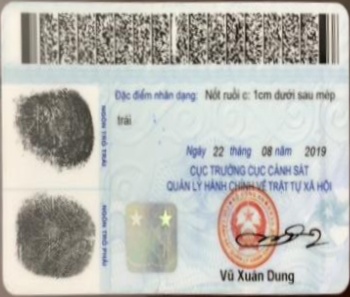 Đặc điểm nhân dạng: Nốt ruồi c: 1cm dưới sau mép
trái
NGÓN TRỎ TRÁI
Ngày 22 tháng 08 năm 2019
CỤC TRƯỞNG CỤC CẢNH SÁT
QUẢN LÝ HÀNH CHÍNH VỀ TRẬT TỰ XÃ HỘI
NGÓN TRỎ PHẢI
Vũ Xuân Dung